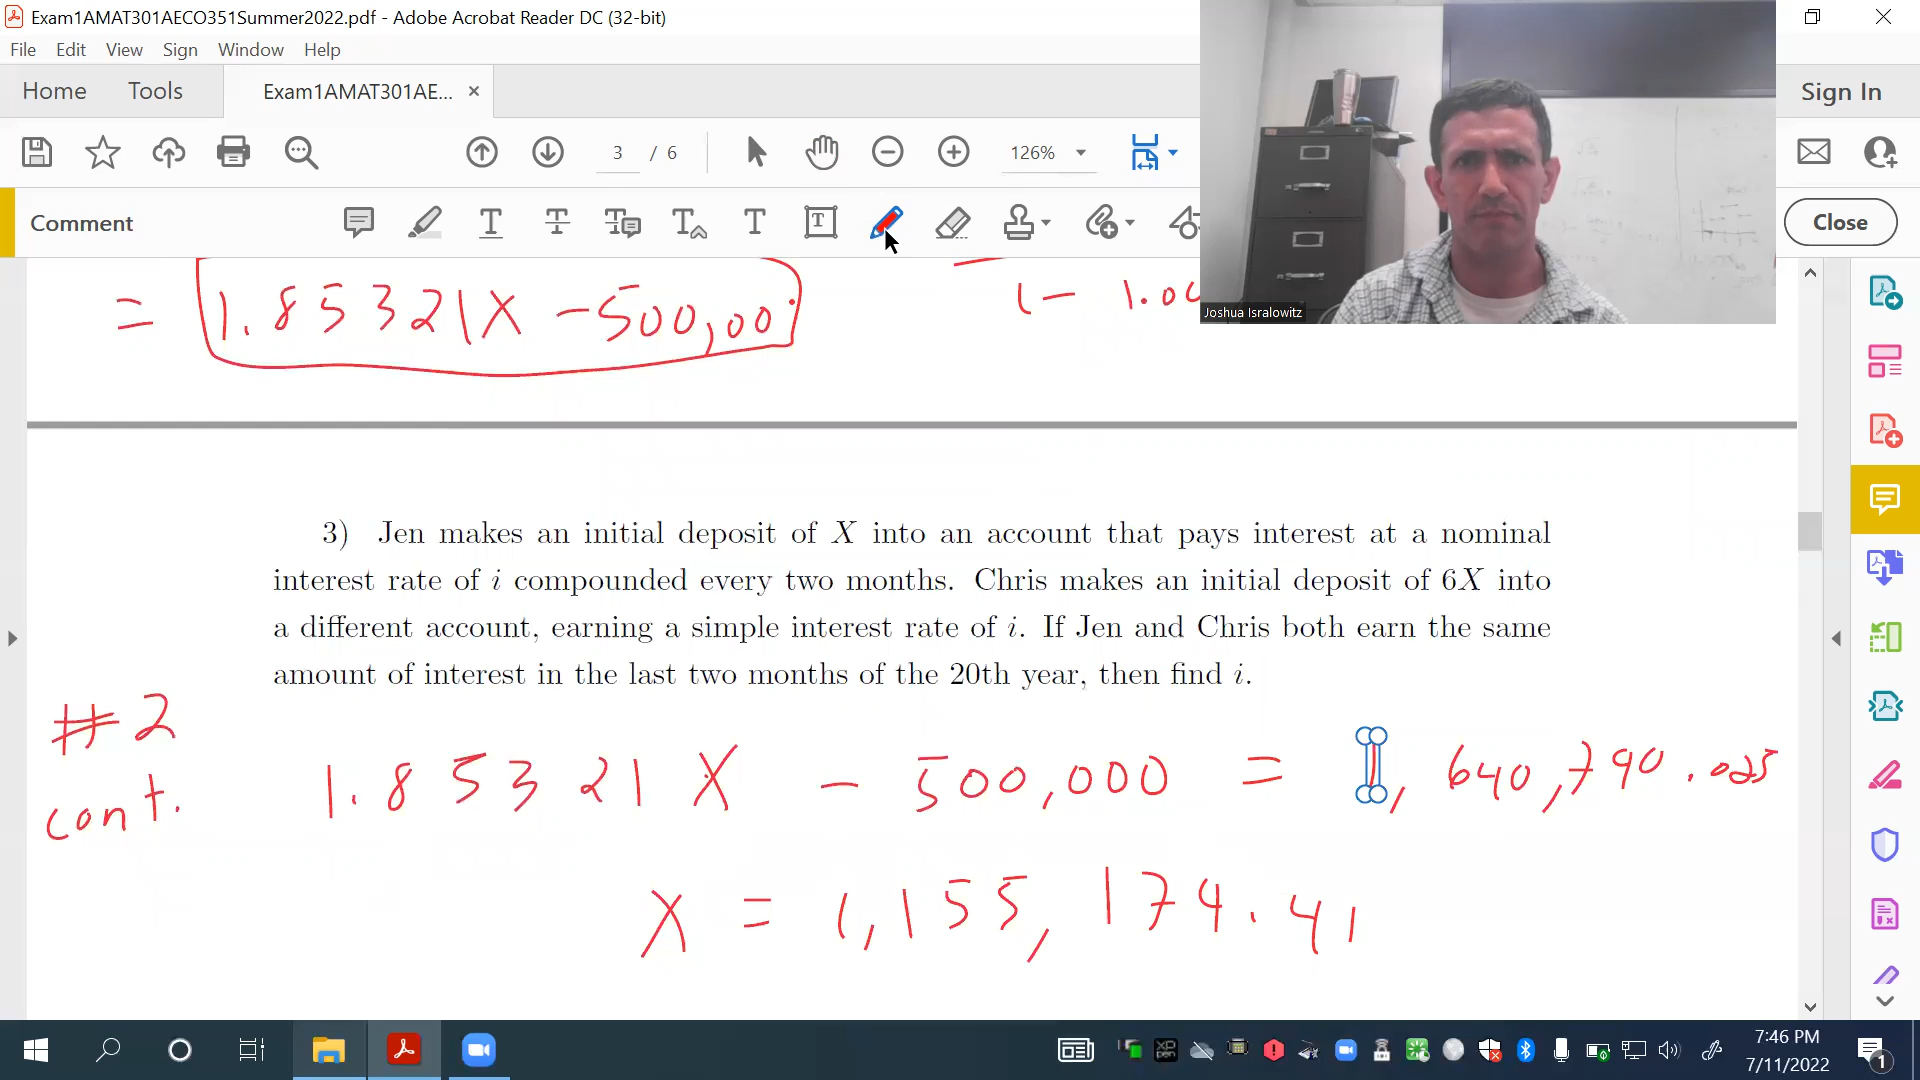 Exam1AMAT301AECO351Summer2022.pdf - Adobe Acrobat Reader DC (32-bit)
File Edit View Sign Window Help
Home Tools Exam1AMAT301AE... × Sign In
3 / 6 126%
Comment Close
Joshua Isralowitz
= 1.85321X - 500,00
1 - 1.00
3) Jen makes an initial deposit of X into an account that pays interest at a nominal
interest rate of i compounded every two months. Chris makes an initial deposit of 6X into
a different account, earning a simple interest rate of i. If Jen and Chris both earn the same
amount of interest in the last two months of the 20th year, then find i.
#2
cont.
1.85321 X - 500,000 = 1,640,790.025
X = 1,155,174.41
7:46 PM
7/11/2022
1